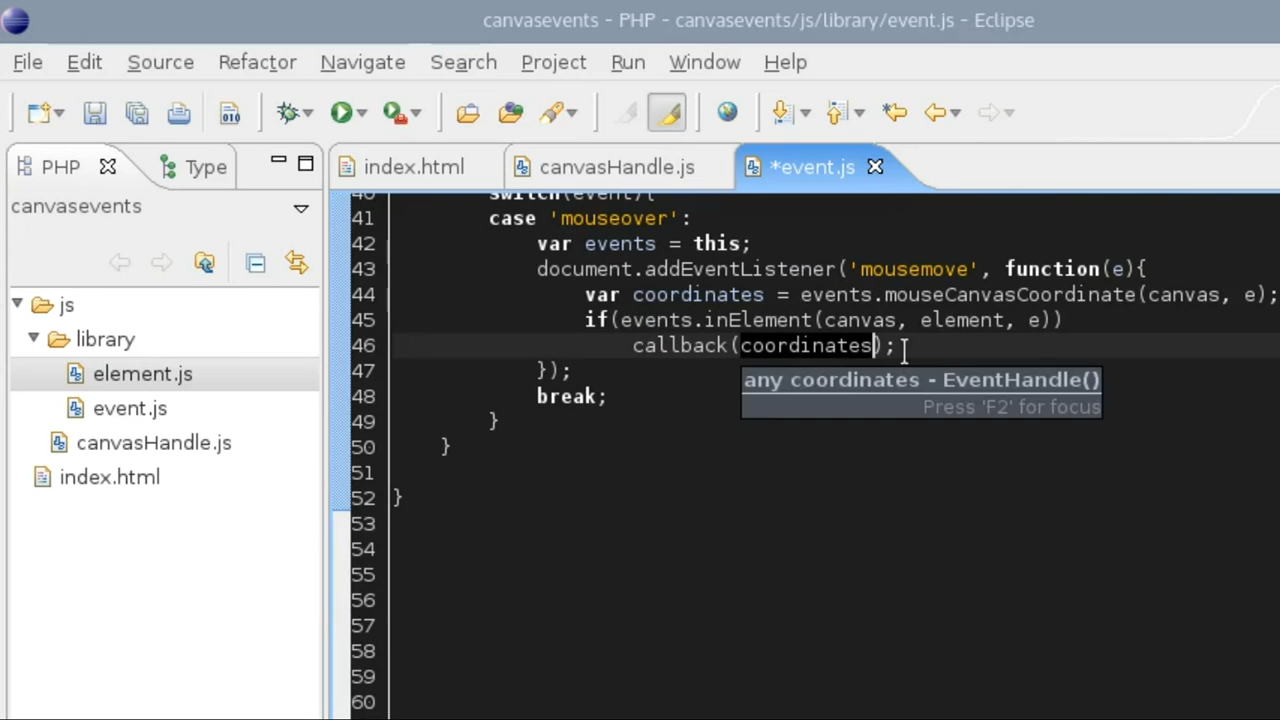 canvasevents - PHP - canvasevents/js/library/event.js - Eclipse
File Edit Source Refactor Navigate Search Project Run Window Help
010
PHP Type index.html canvasHandle.js *event.js
canvasevents
js
library
element.js
event.js
canvasHandle.js
index.html
40 switch(event){
41 case 'mouseover':
42 var events = this;
43 document.addEventListener('mousemove', function(e){
44 var coordinates = events.mouseCanvasCoordinate(canvas, e);
45 if(events.inElement(canvas, element, e))
46 callback(coordinates);
47 });
48 break;
49 }
50 }
51
52 }
53
54
55
56
57
58
59
60
any coordinates - EventHandle()
Press 'F2' for focus